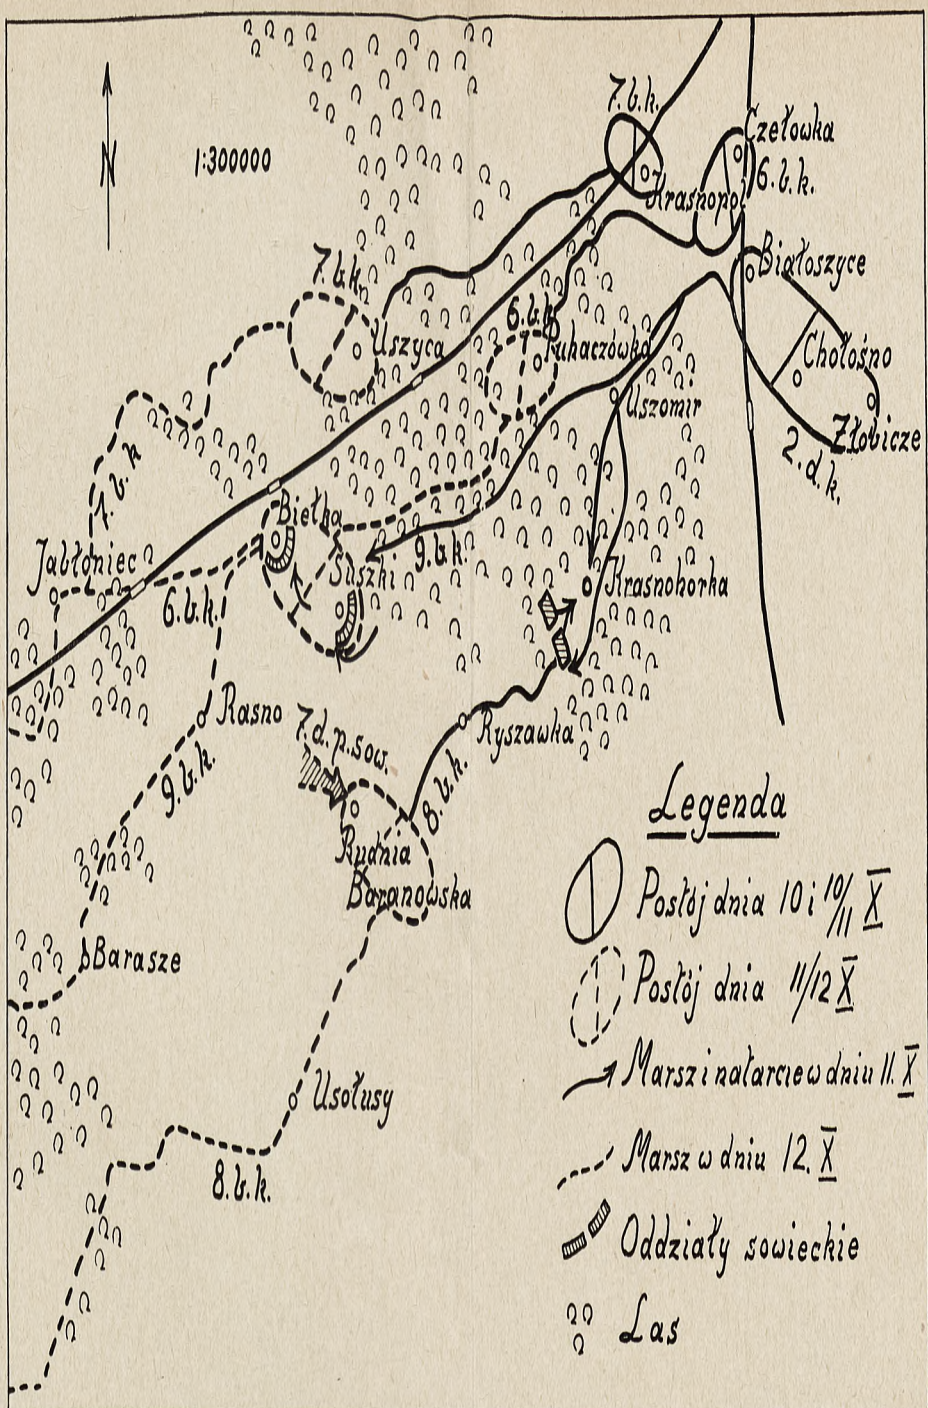 N
1:300000
7.b.k.
Czełowka
6.b.k.
Krasnopol
Białoszyce
7.b.k.
6.b.k.
Uszyca
Puhaczówka
Chołośno
Uszomir
Złobicze
2.d.k.
7.b.k
Biełka
Jabłoniec
9.b.k.
Suszki
6.b.k.
Krasnohorka
Rasno
7.d.p.sow.
Ryszawka
9.b.k.
8.b.k.
Rudnia
Baranowska
Barasze
Usołusy
8.b.k.
Legenda
Postój dnia 10 i 10/11 X
Postój dnia 11/12 X
Marsz i natarcie w dniu 11. X
Marsz w dniu 12. X
Oddziały sowieckie
Las